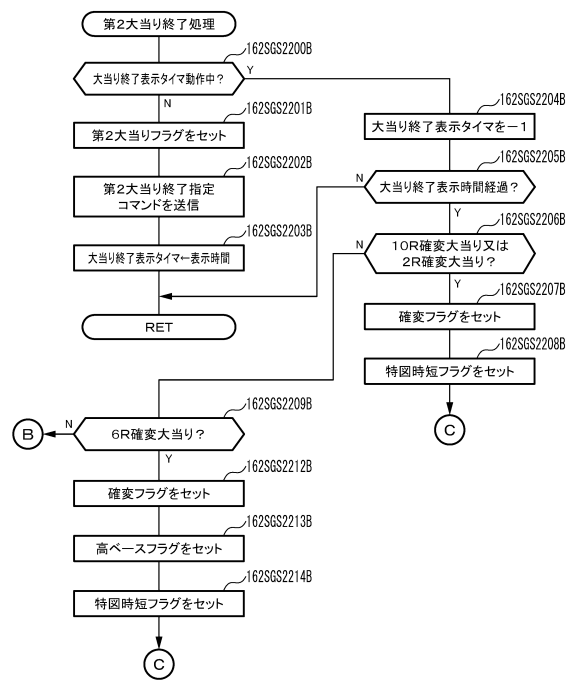 第2大当り終了処理
162SGS2200B
大当り終了表示タイマ動作中?
Y
N
162SGS2201B
第2大当りフラグをセット
162SGS2202B
第2大当り終了指定
コマンドを送信
162SGS2203B
大当り終了表示タイマ←表示時間
RET
162SGS2204B
大当り終了表示タイマを-1
162SGS2205B
N
大当り終了表示時間経過?
Y
162SGS2206B
N
10R確変大当り又は
2R確変大当り?
Y
162SGS2207B
確変フラグをセット
162SGS2208B
特図時短フラグをセット
C
162SGS2209B
B
N
6R確変大当り?
Y
162SGS2212B
確変フラグをセット
162SGS2213B
高ベースフラグをセット
162SGS2214B
特図時短フラグをセット
C